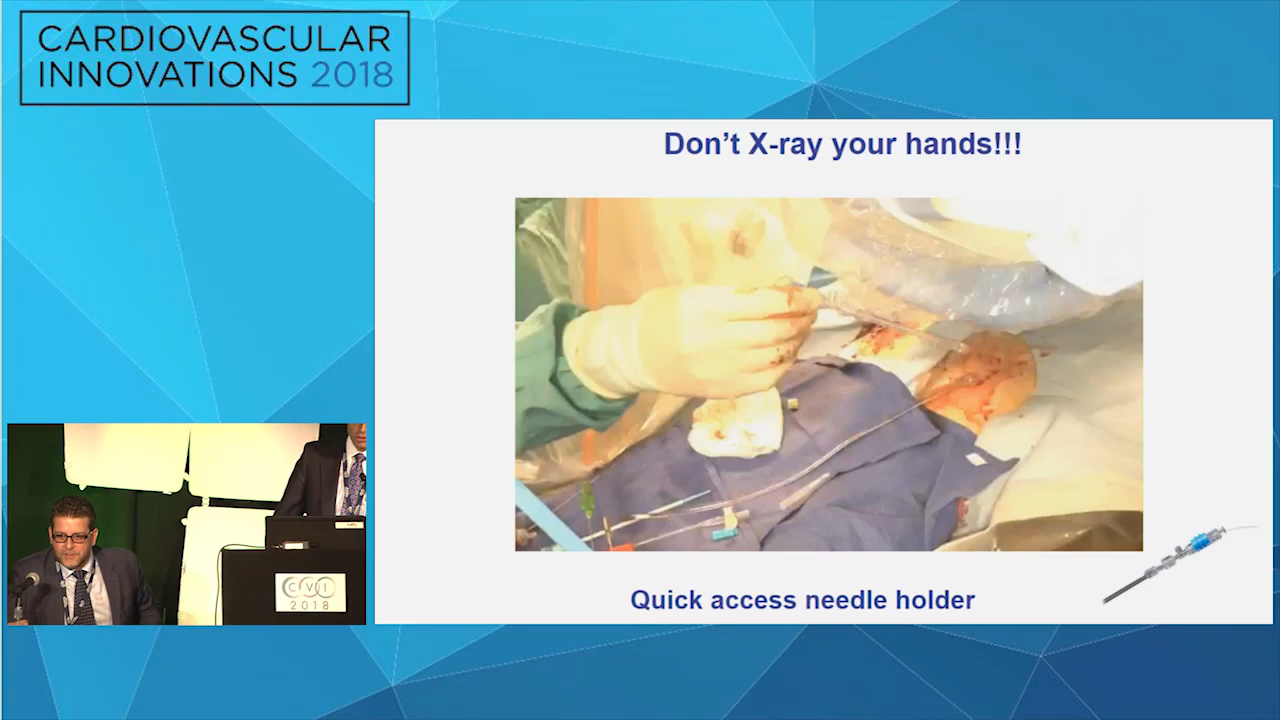 CARDIOVASCULAR
INNOVATIONS 2018
Don’t X-ray your hands!!!
Quick access needle holder
CVI
2018